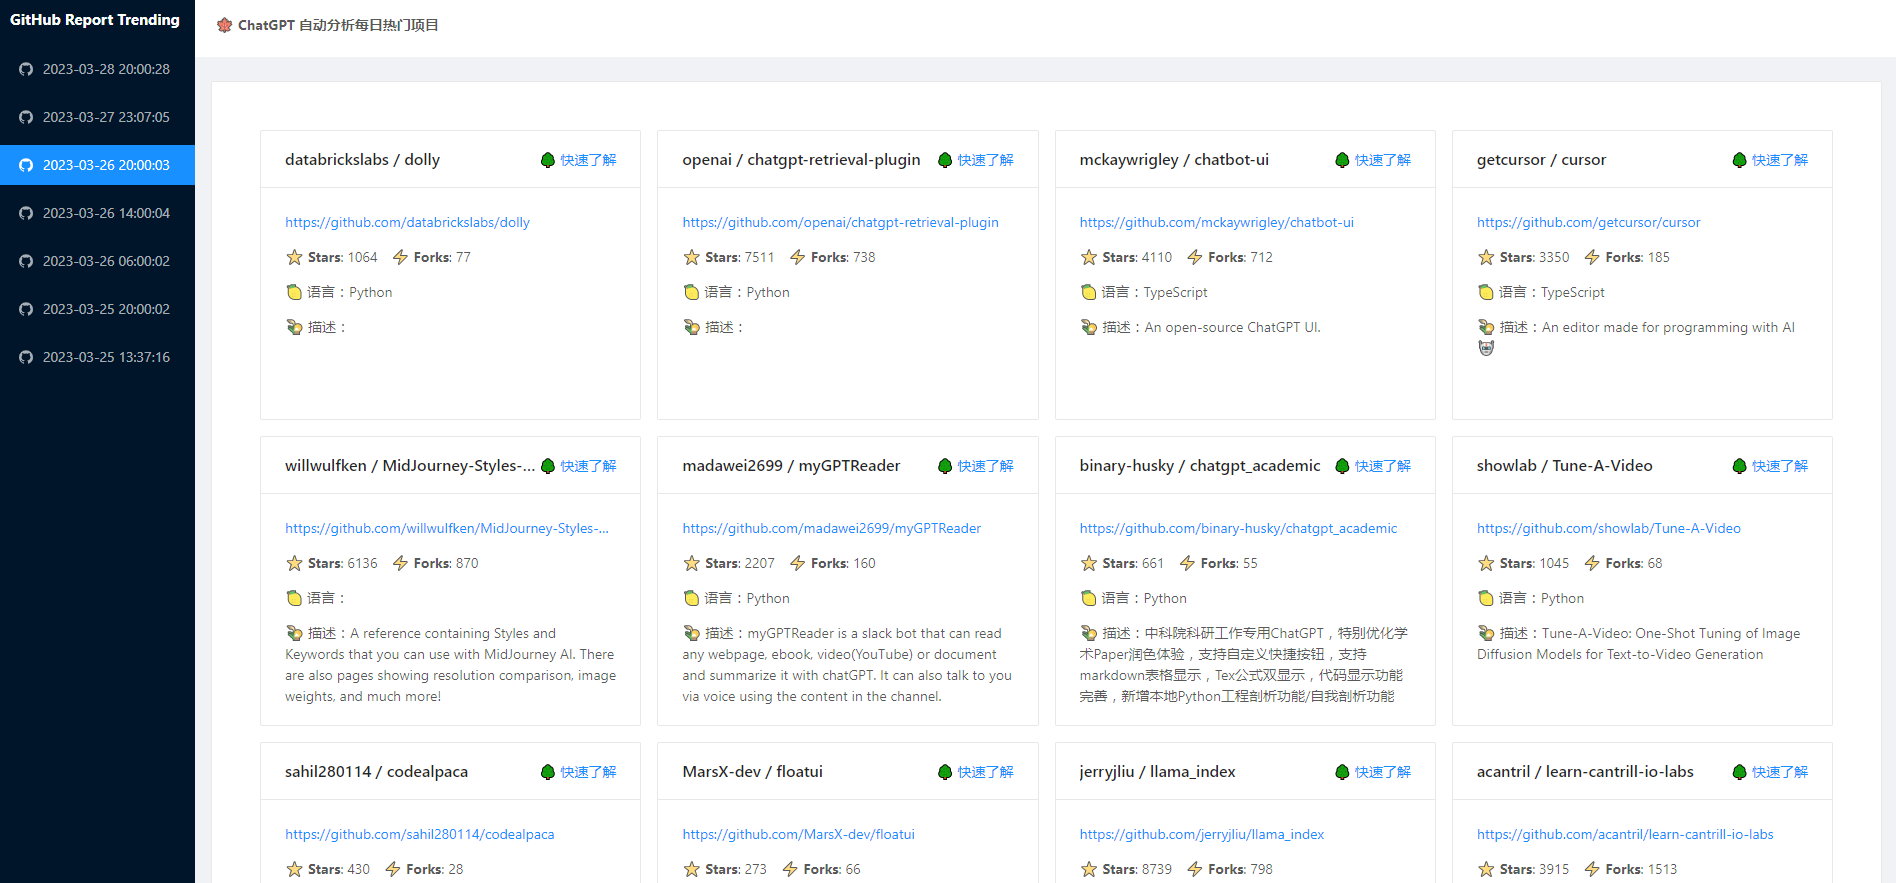 GitHub Report Trending
2023-03-28 20:00:28
2023-03-27 23:07:05
2023-03-26 20:00:03
2023-03-26 14:00:04
2023-03-26 06:00:02
2023-03-25 20:00:02
2023-03-25 13:37:16
ChatGPT 自动分析每日热门项目
databrickslabs / dolly
快速了解
https://github.com/databrickslabs/dolly
Stars: 1064 Forks: 77
语言：Python
描述：
openai / chatgpt-retrieval-plugin
快速了解
https://github.com/openai/chatgpt-retrieval-plugin
Stars: 7511 Forks: 738
语言：Python
描述：
mckaywrigley / chatbot-ui
快速了解
https://github.com/mckaywrigley/chatbot-ui
Stars: 4110 Forks: 712
语言：TypeScript
描述：An open-source ChatGPT UI.
getcursor / cursor
快速了解
https://github.com/getcursor/cursor
Stars: 3350 Forks: 185
语言：TypeScript
描述：An editor made for programming with AI
willwulfken / MidJourney-Styles-...
快速了解
https://github.com/willwulfken/MidJourney-Styles-...
Stars: 6136 Forks: 870
语言：
描述：A reference containing Styles and
Keywords that you can use with MidJourney AI. There
are also pages showing resolution comparison, image
weights, and much more!
madawei2699 / myGPTReader
快速了解
https://github.com/madawei2699/myGPTReader
Stars: 2207 Forks: 160
语言：Python
描述：myGPTReader is a slack bot that can read
any webpage, ebook, video(YouTube) or document
and summarize it with chatGPT. It can also talk to you
via voice using the content in the channel.
binary-husky / chatgpt_academic
快速了解
https://github.com/binary-husky/chatgpt_academic
Stars: 661 Forks: 55
语言：Python
描述：中科院科研工作专用ChatGPT，特别优化学
术Paper润色体验，支持自定义快捷按钮，支持
markdown表格显示，Tex公式双显示，代码显示功能
完善，新增本地Python工程剖析功能/自我剖析功能
showlab / Tune-A-Video
快速了解
https://github.com/showlab/Tune-A-Video
Stars: 1045 Forks: 68
语言：Python
描述：Tune-A-Video: One-Shot Tuning of Image
Diffusion Models for Text-to-Video Generation
sahil280114 / codealpaca
快速了解
https://github.com/sahil280114/codealpaca
Stars: 430 Forks: 28
MarsX-dev / floatui
快速了解
https://github.com/MarsX-dev/floatui
Stars: 273 Forks: 66
jerryjliu / llama_index
快速了解
https://github.com/jerryjliu/llama_index
Stars: 8739 Forks: 798
acantril / learn-cantrill-io-labs
快速了解
https://github.com/acantril/learn-cantrill-io-labs
Stars: 3915 Forks: 1513